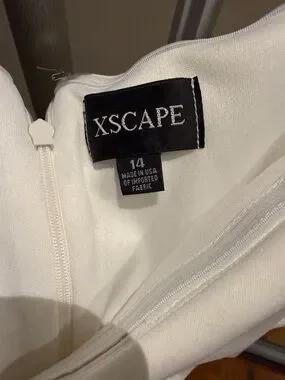 XSCAPE
14
MADE IN USA
OF IMPORTED
FABRIC